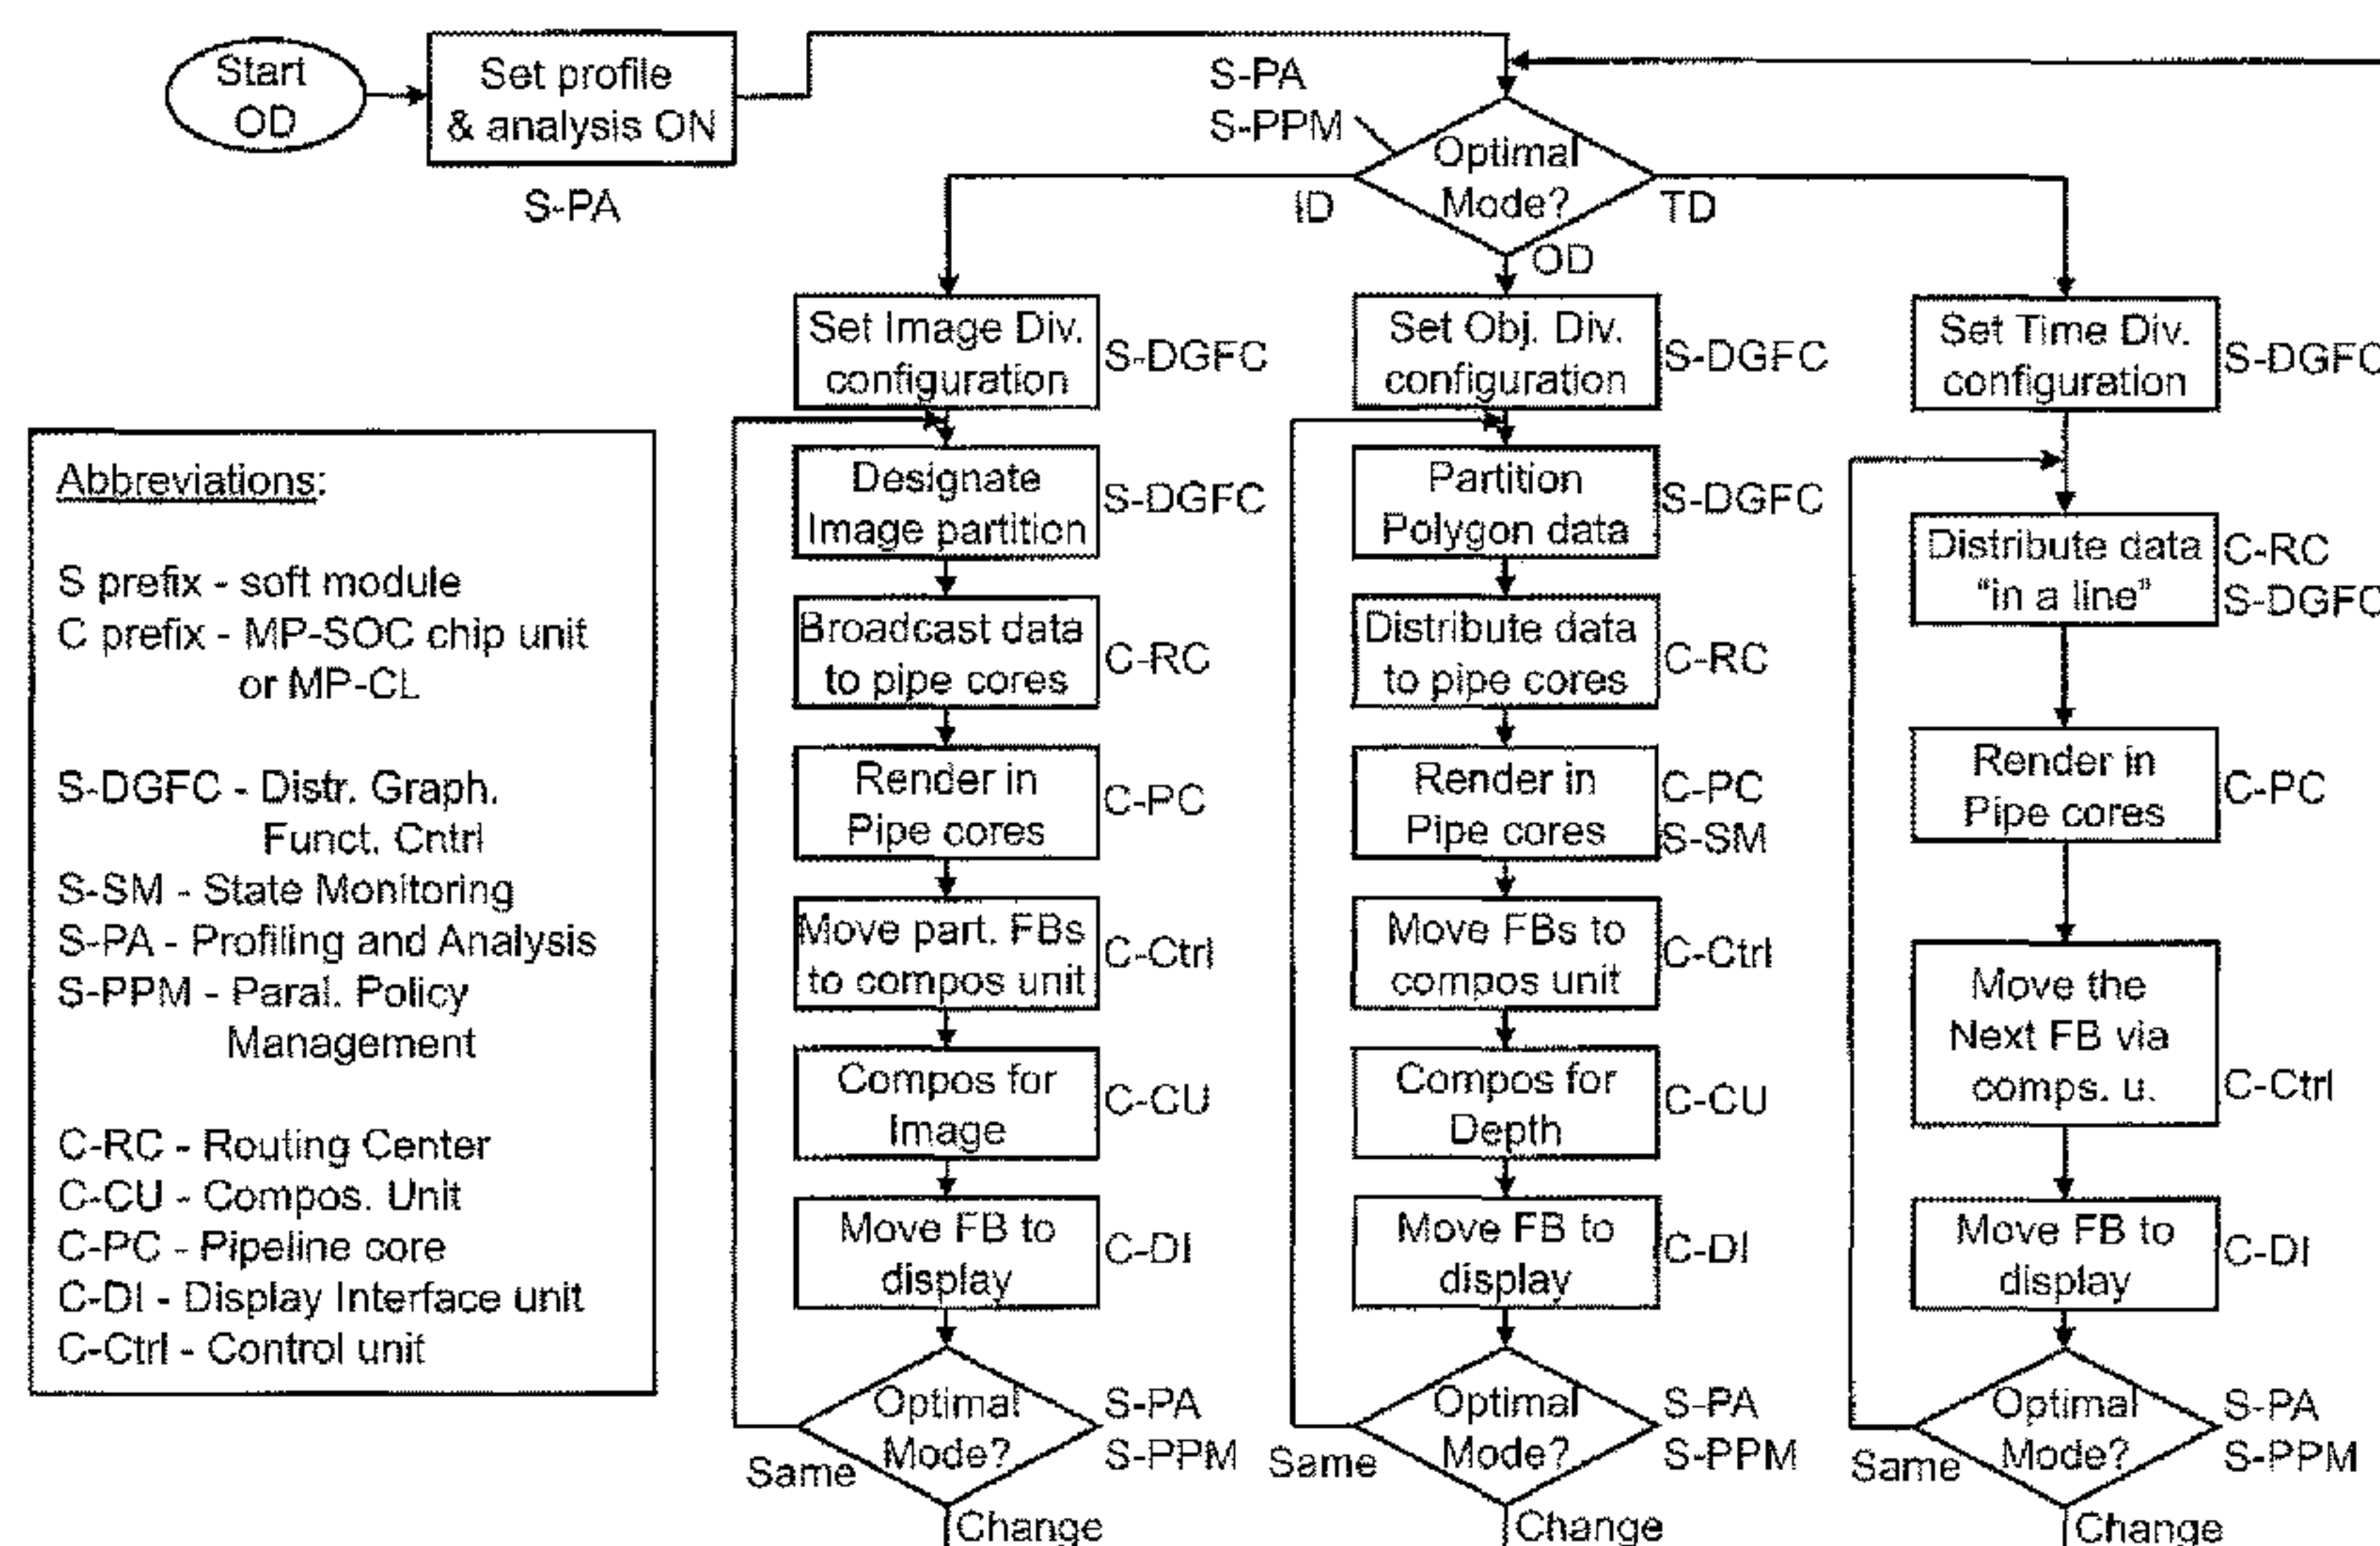 Start
OD
Set profile
& analysis ON
S-PA
S-PA
S-PPM
Optimal
Mode?
ID
TD
OD
Set Image Div.
configuration
S-DGFC
Designate
Image partition
S-DGFC
Broadcast data
to pipe cores
C-RC
Render in
Pipe cores
C-PC
Move part. FBs
to compos unit
C-Ctrl
Compos for
Image
C-CU
Move FB to
display
C-DI
Optimal
Mode?
S-PA
S-PPM
Same
Change
Set Obj. Div.
configuration
S-DGFC
Partition
Polygon data
S-DGFC
Distribute data
to pipe cores
C-RC
Render in
Pipe cores
C-PC
S-SM
Move FBs to
compos unit
C-Ctrl
Compos for
Depth
C-CU
Move FB to
display
C-DI
Optimal
Mode?
S-PA
S-PPM
Same
Change
Set Time Div.
configuration
S-DGFC
Distribute data
“in a line”
C-RC
S-DGFC
Render in
Pipe cores
C-PC
Move the
Next FB via
comps. u.
C-Ctrl
Move FB to
display
C-DI
Optimal
Mode?
S-PA
S-PPM
Same
Change
Abbreviations:
S prefix - soft module
C prefix - MP-SOC chip unit
or MP-CL
S-DGFC - Distr. Graph.
Funct. Cntrl
S-SM - State Monitoring
S-PA - Profiling and Analysis
S-PPM - Paral. Policy
Management
C-RC - Routing Center
C-CU - Compos. Unit
C-PC - Pipeline core
C-DI - Display Interface unit
C-Ctrl - Control unit